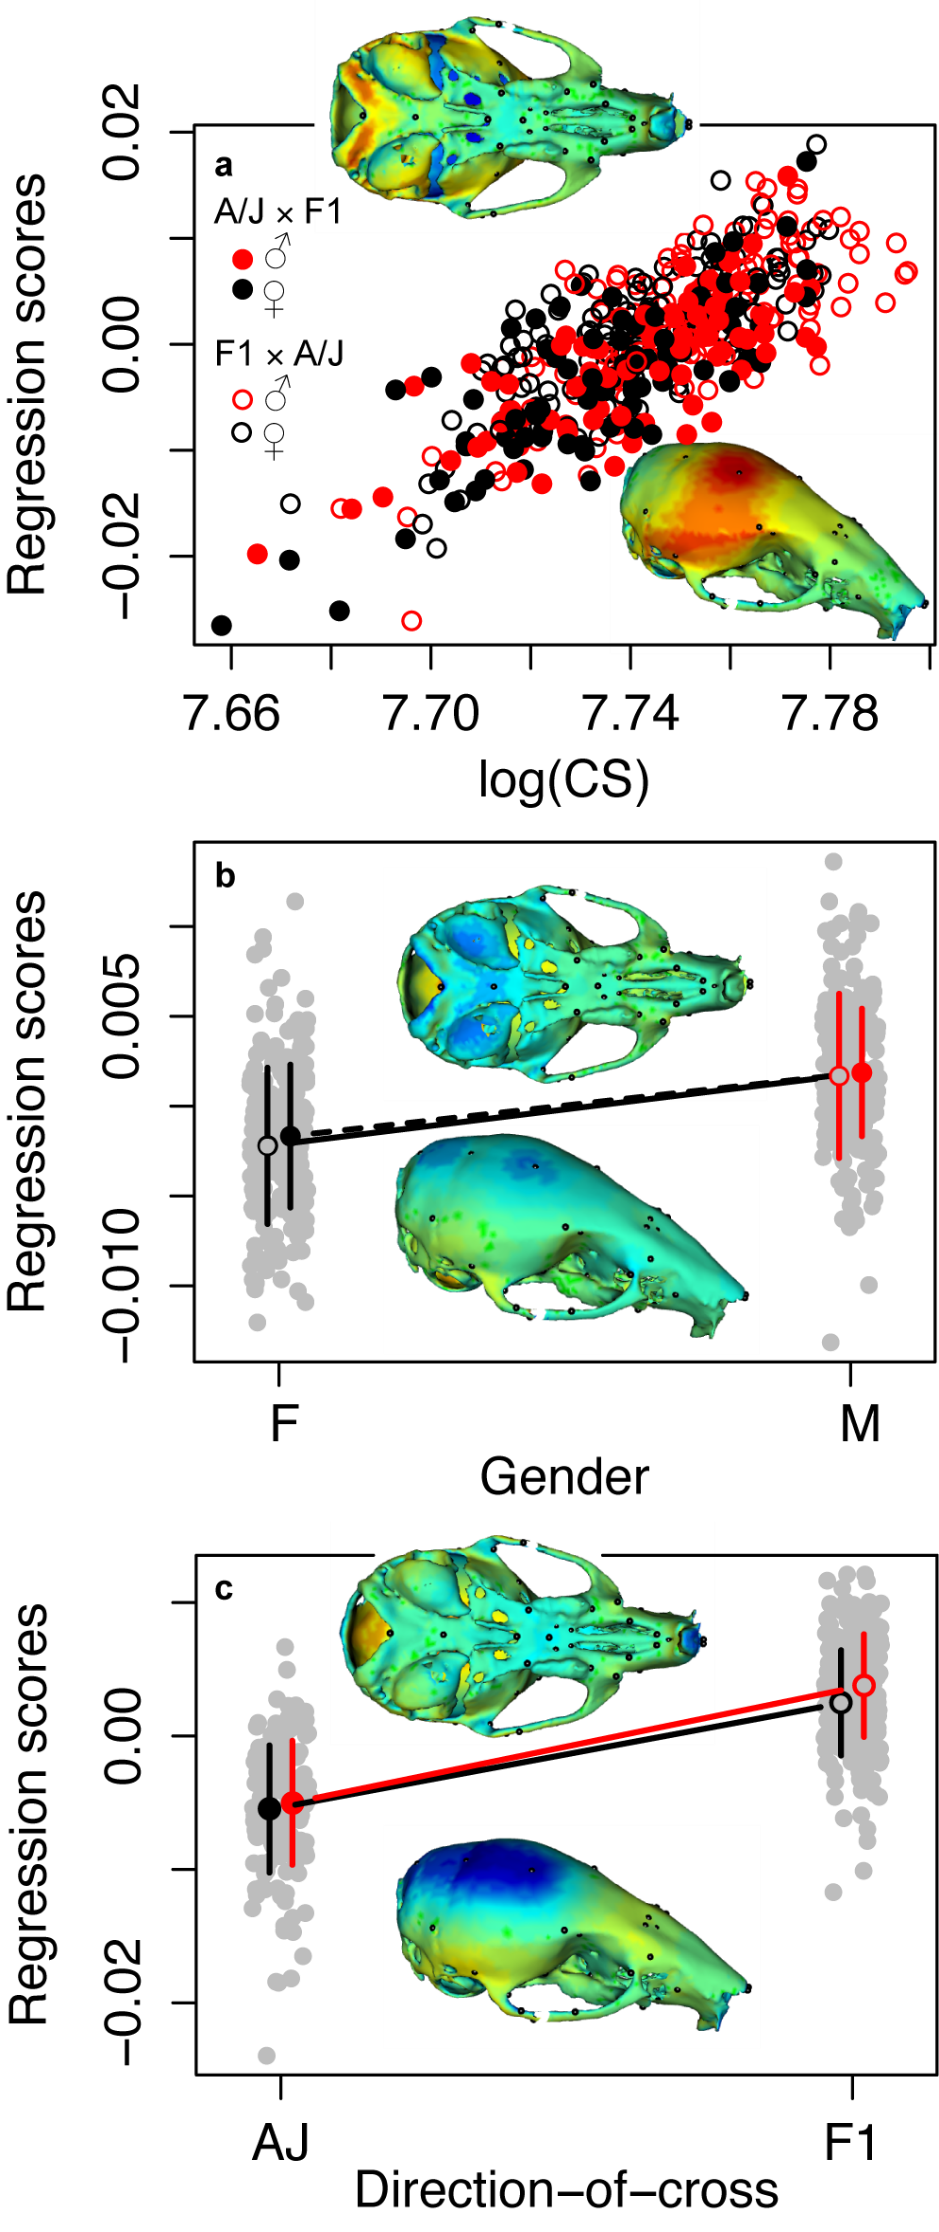 a
A/J × F1
♂
♀
F1 × A/J
♂
♀
Regression scores
0.02
0.00
−0.02
7.66 7.70 7.74 7.78
log(CS)
b
Regression scores
0.005
−0.010
F M
Gender
c
Regression scores
0.00
−0.02
AJ F1
Direction−of−cross